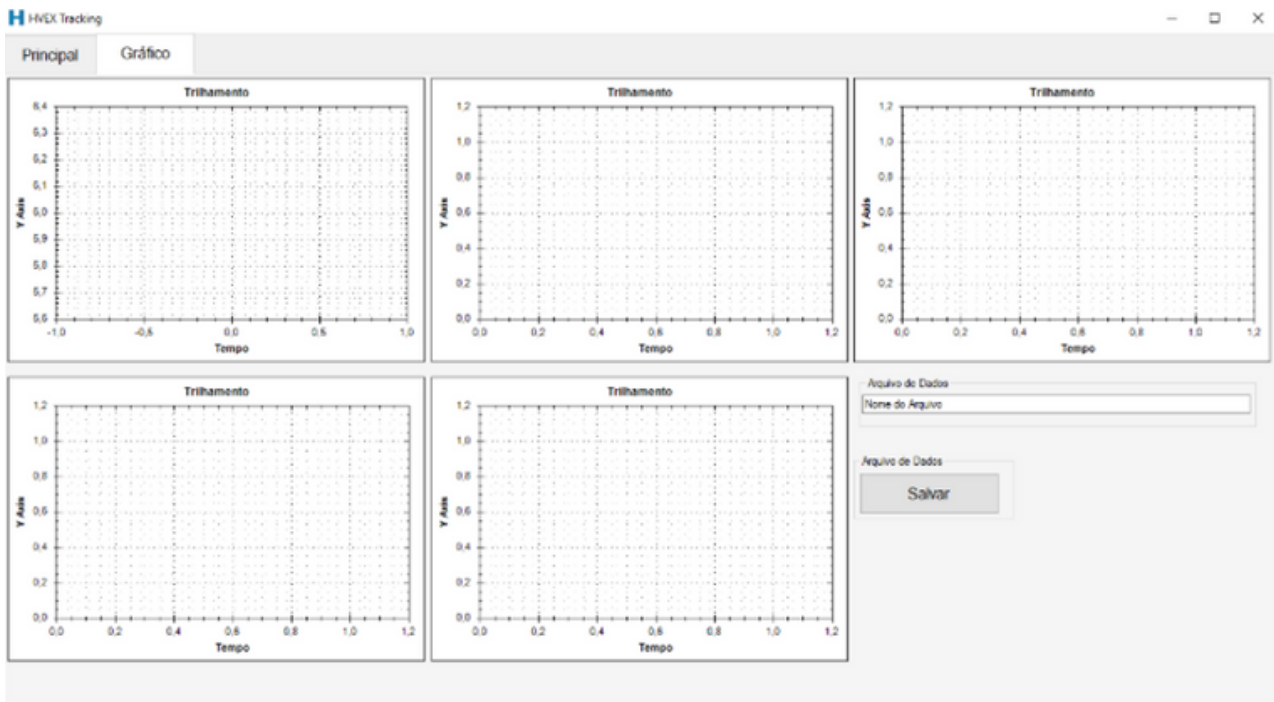 H HVEX Tracking
Principal
Gráfico
Trilhamento
6,4
6,3
6,2
6,1
6,0
5,9
5,8
5,7
5,6
Y Axis
-1,0 -0,5 0,0 0,5 1,0
Tempo
Trilhamento
1,2
1,0
0,8
0,6
0,4
0,2
0,0
Y Axis
0,0 0,2 0,4 0,6 0,8 1,0 1,2
Tempo
Trilhamento
1,2
1,0
0,8
0,6
0,4
0,2
0,0
Y Axis
0,0 0,2 0,4 0,6 0,8 1,0 1,2
Tempo
Trilhamento
1,2
1,0
0,8
0,6
0,4
0,2
0,0
Y Axis
0,0 0,2 0,4 0,6 0,8 1,0 1,2
Tempo
Trilhamento
1,2
1,0
0,8
0,6
0,4
0,2
0,0
Y Axis
0,0 0,2 0,4 0,6 0,8 1,0 1,2
Tempo
Arquivo de Dados
Nome do Arquivo
Arquivo de Dados
Salvar